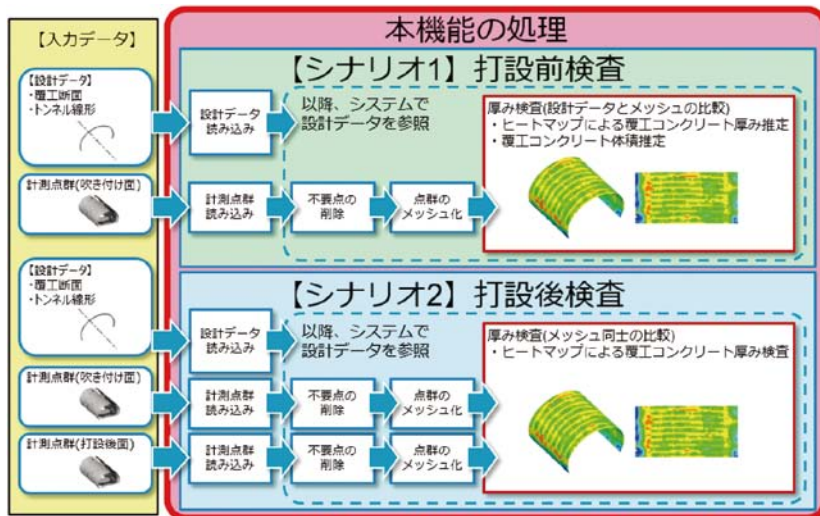 【入力データ】
【設計データ】
・覆工断面
・トンネル線形
計測点群(吹き付け面)
【設計データ】
・覆工断面
・トンネル線形
計測点群(吹き付け面)
計測点群(打設後面)
本機能の処理
【シナリオ1】打設前検査
設計データ
読み込み
以降、システムで
設計データを参照
計測点群
読み込み
不要点の
削除
点群の
メッシュ化
厚み検査(設計データとメッシュの比較)
・ヒートマップによる覆工コンクリート厚み推定
・覆工コンクリート体積推定
【シナリオ2】打設後検査
設計データ
読み込み
以降、システムで
設計データを参照
計測点群
読み込み
不要点の
削除
点群の
メッシュ化
計測点群
読み込み
不要点の
削除
点群の
メッシュ化
厚み検査(メッシュ同士の比較)
・ヒートマップによる覆工コンクリート厚み検査